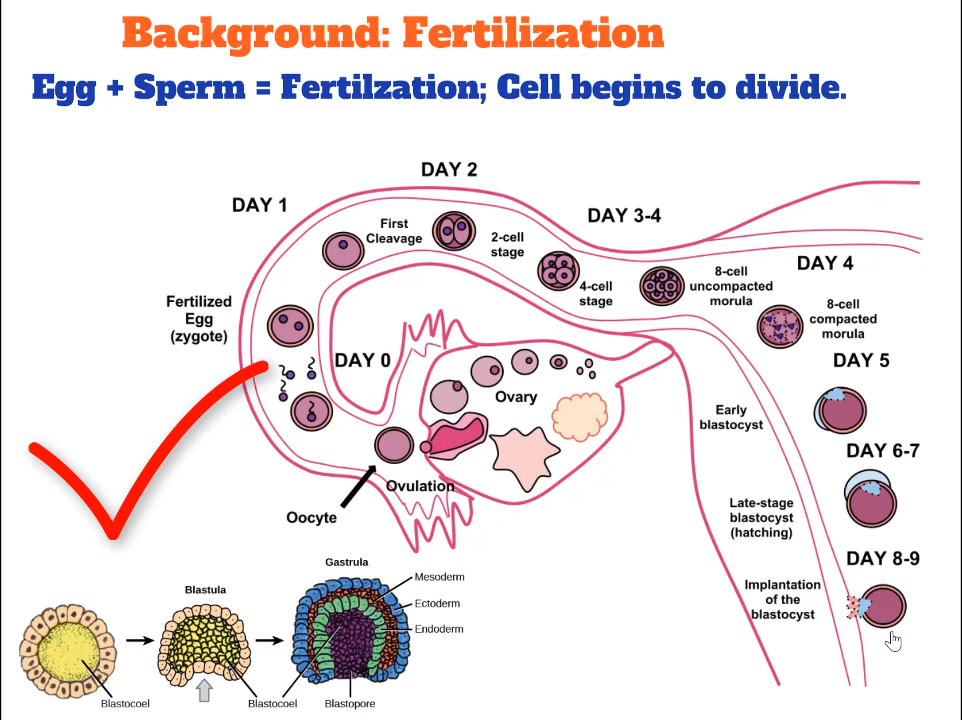 Background: Fertilization
Egg + Sperm = Fertilzation; Cell begins to divide.
DAY 2
DAY 1
DAY 3-4
First
Cleavage
2-cell
stage
4-cell
stage
8-cell
uncompacted
morula
DAY 4
8-cell
compacted
morula
Fertilized
Egg
(zygote)
DAY 0
DAY 5
Ovary
Early
blastocyst
DAY 6-7
Ovulation
Oocyte
Late-stage
blastocyst
(hatching)
DAY 8-9
Implantation
of the
blastocyst
Gastrula
Blastula
Mesoderm
Ectoderm
Endoderm
Blastocoel
Blastocoel
Blastopore